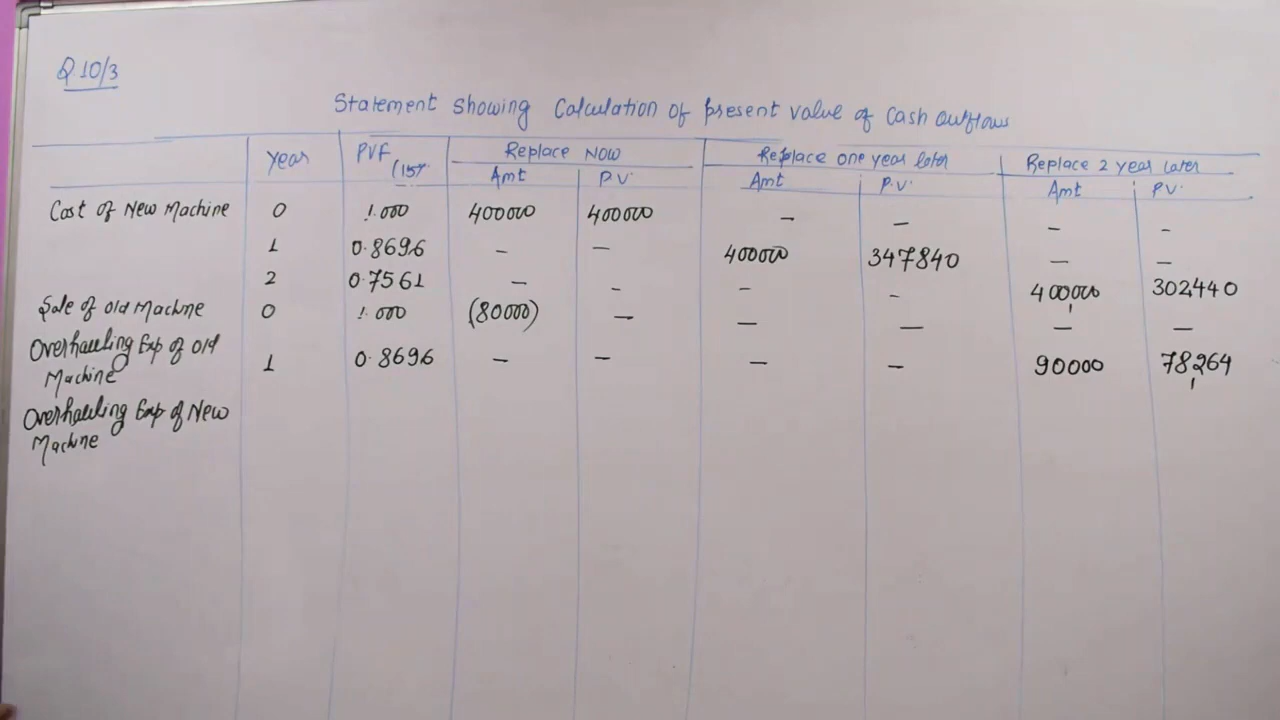 Q 10/3
Statement Showing Calculation of present value of Cash outflows
Year PVF Replace Now Replace one year later Replace 2 year later
(15% Amt P.V. Amt P.V. Amt P.V.
Cost of New Machine 0 1.000 400000 400000 – – – –
1 0.8696 – – 400000 347840 – –
2 0.7561 – – – – 400000 302440
Sale of old Machine 0 1.000 (80000) – – – – –
Overhauling Exp of Old
Machine 1 0.8696 – – – – 90000 78264
Overhauling Exp of New
Machine